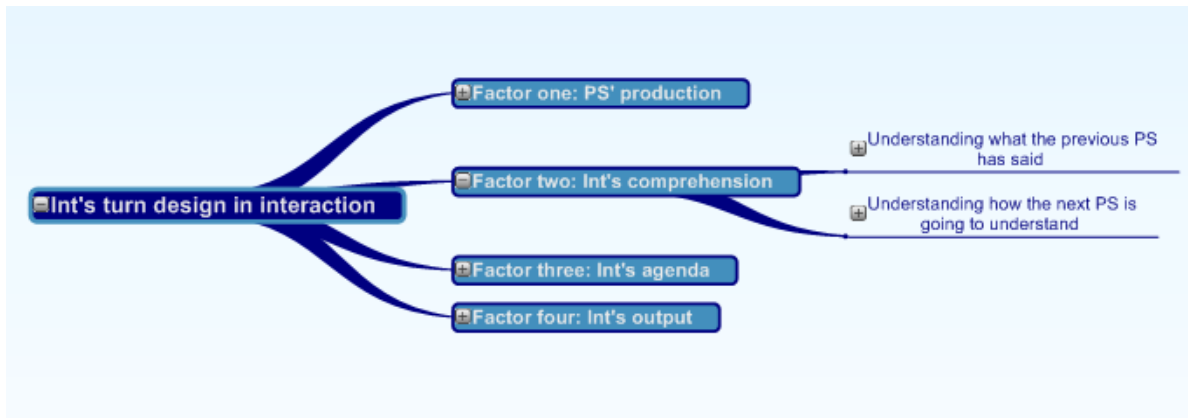 Factor one: PS' production
Understanding what the previous PS
has said
Factor two: Int's comprehension
Int's turn design in interaction
Understanding how the next PS is
going to understand
Factor three: Int's agenda
Factor four: Int's output